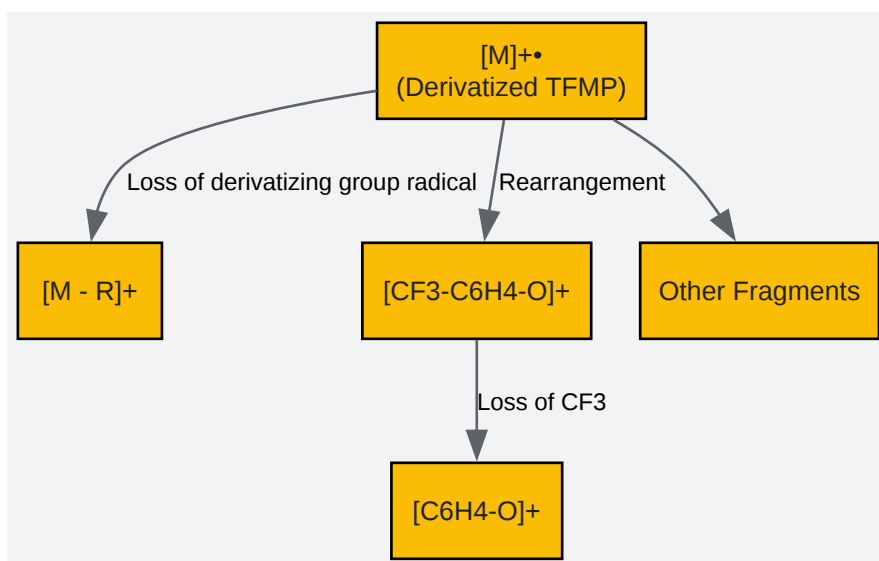 [M]+•
(Derivatized TFMP)
Loss of derivatizing group radical
Rearrangement
[M - R]+
[CF3-C6H4-O]+
Other Fragments
Loss of CF3
[C6H4-O]+